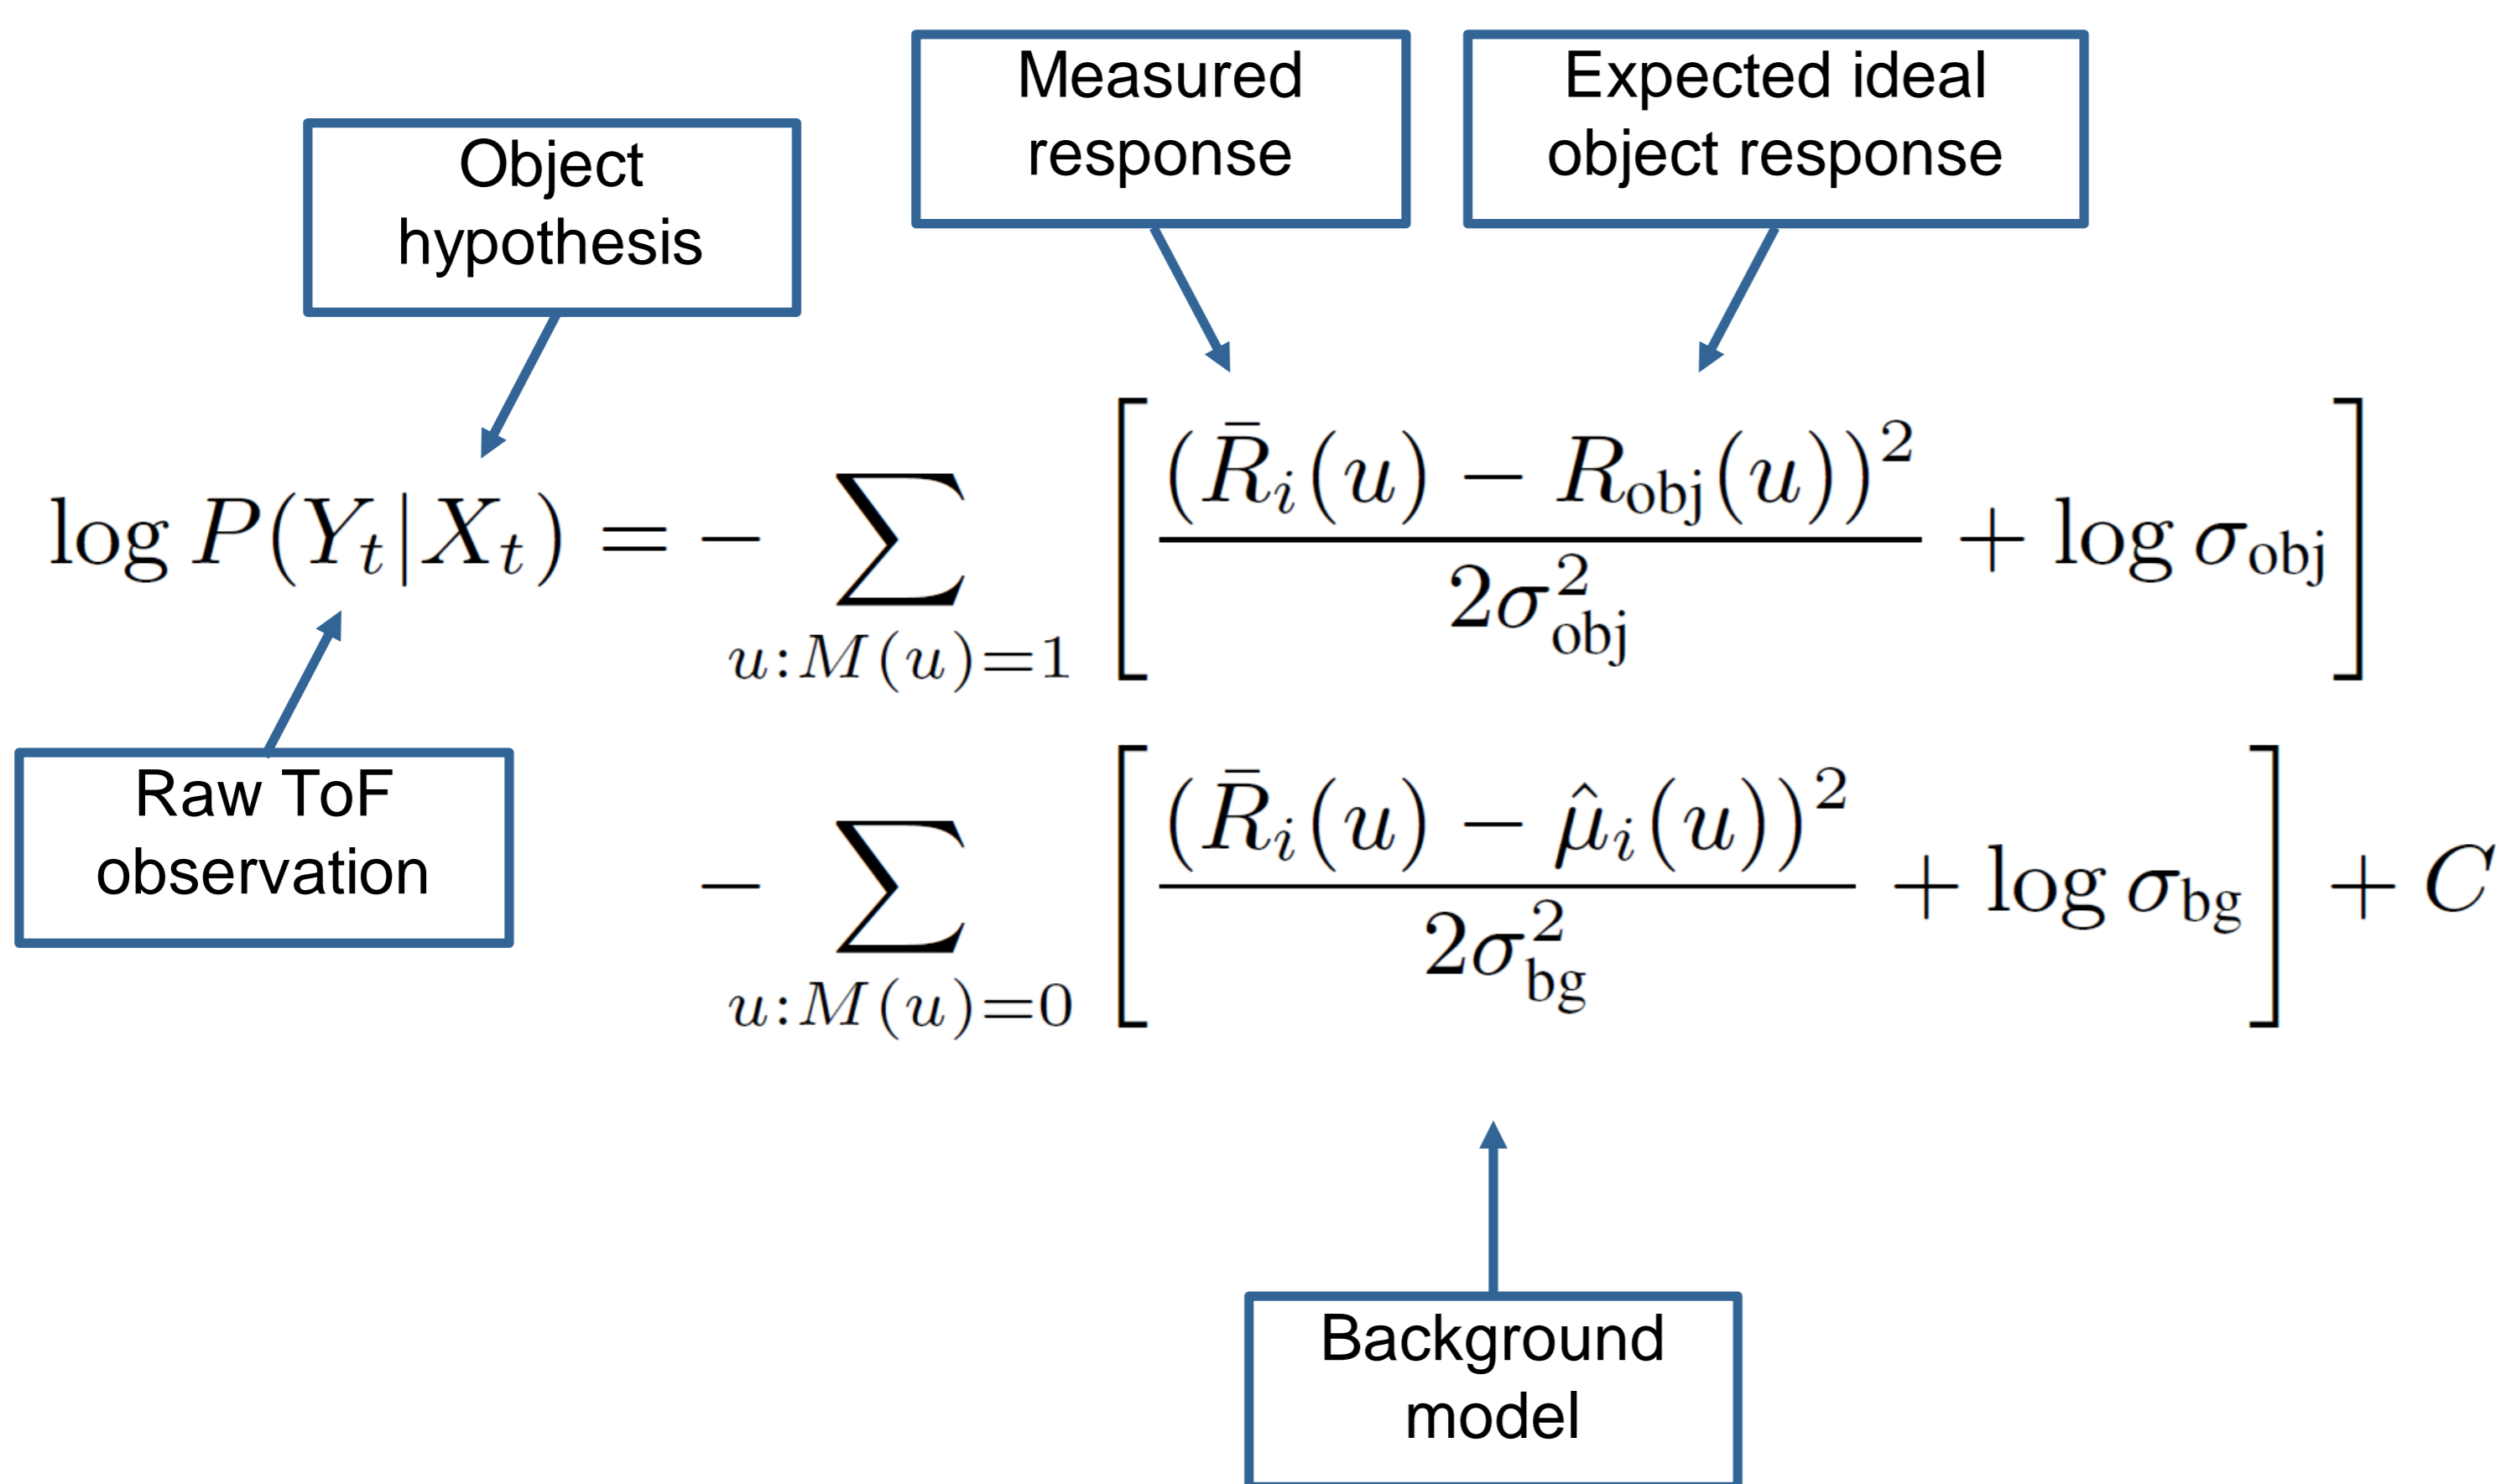 Measured
response
Expected ideal
object response
Object
hypothesis
log P(Y_t|X_t) = − ∑_{u:M(u)=1} [ (R̄_i(u) − R_obj(u))² / 2σ²_obj + log σ_obj ]
− ∑_{u:M(u)=0} [ (R̄_i(u) − μ̂_i(u))² / 2σ²_bg + log σ_bg ] + C
Raw ToF
observation
Background
model